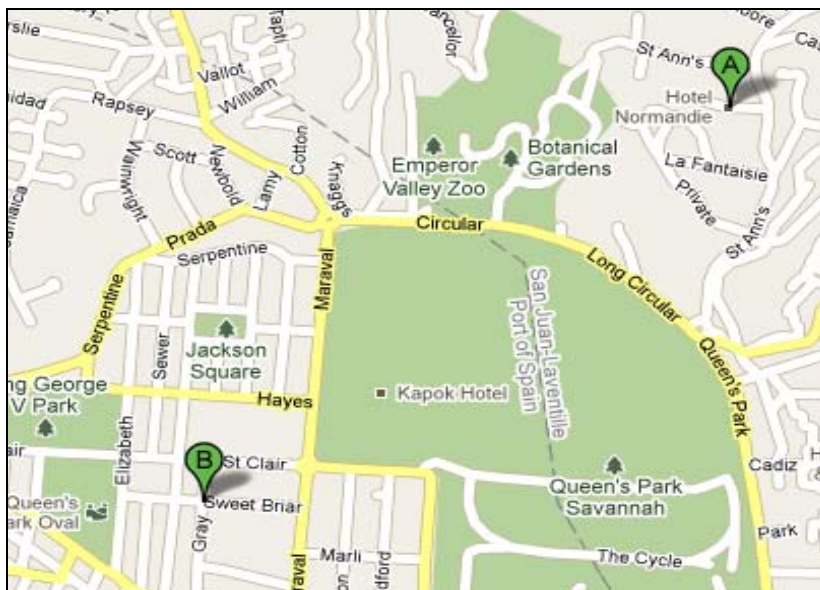 St Ann's
A
Hotel
Normandie
Vallot
William
Rapsey
Scott
Newbold
Wainwright
Lamy
Cotton
Knaggs
Emperor
Valley Zoo
Botanical
Gardens
La Fantaisie
Private
St Ann's
Prada
Serpentine
Circular
Long Circular
Maraval
Serpentine
San Juan-Laventille
Port of Spain
Queen's Park
Jackson
Square
Sewer
Hayes
Kapok Hotel
V Park
Elizabeth
B
St Clair
Sweet Briar
Gray
Queen's
Queen's Park
Savannah
Cadiz
Park
The Cycle
Marli